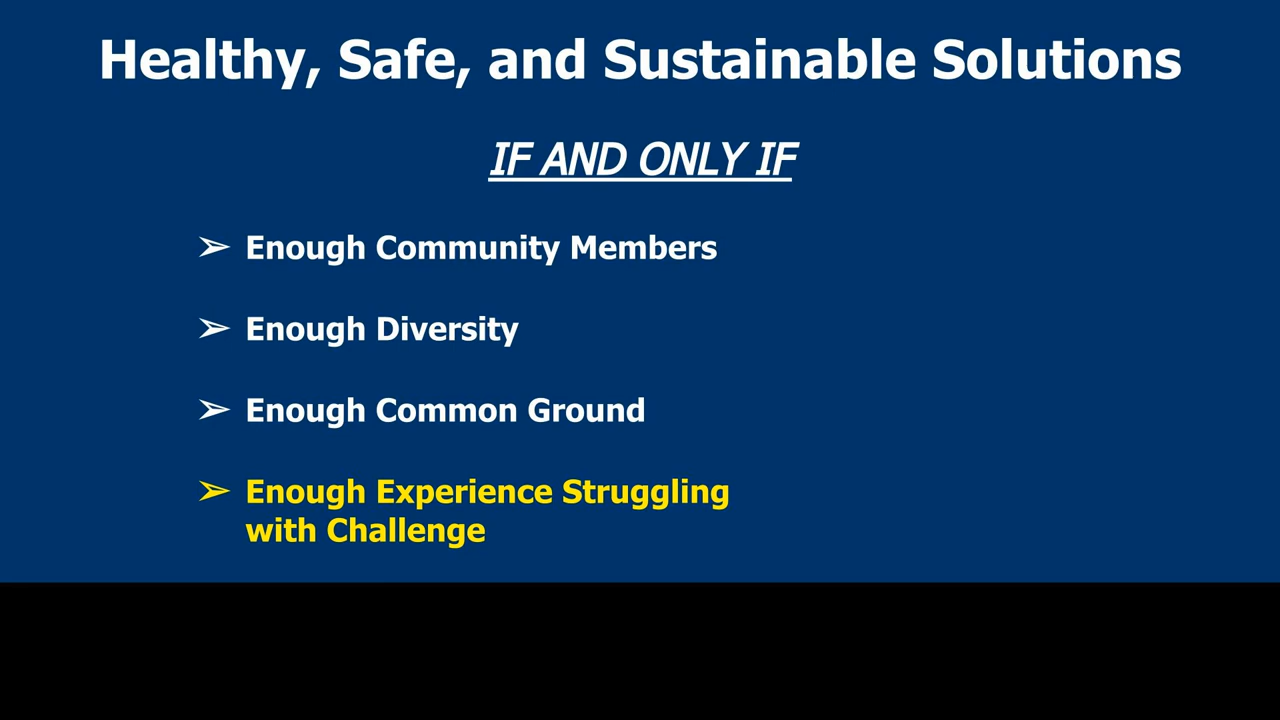 Healthy, Safe, and Sustainable Solutions
IF AND ONLY IF
➢ Enough Community Members
➢ Enough Diversity
➢ Enough Common Ground
➢ Enough Experience Struggling
with Challenge